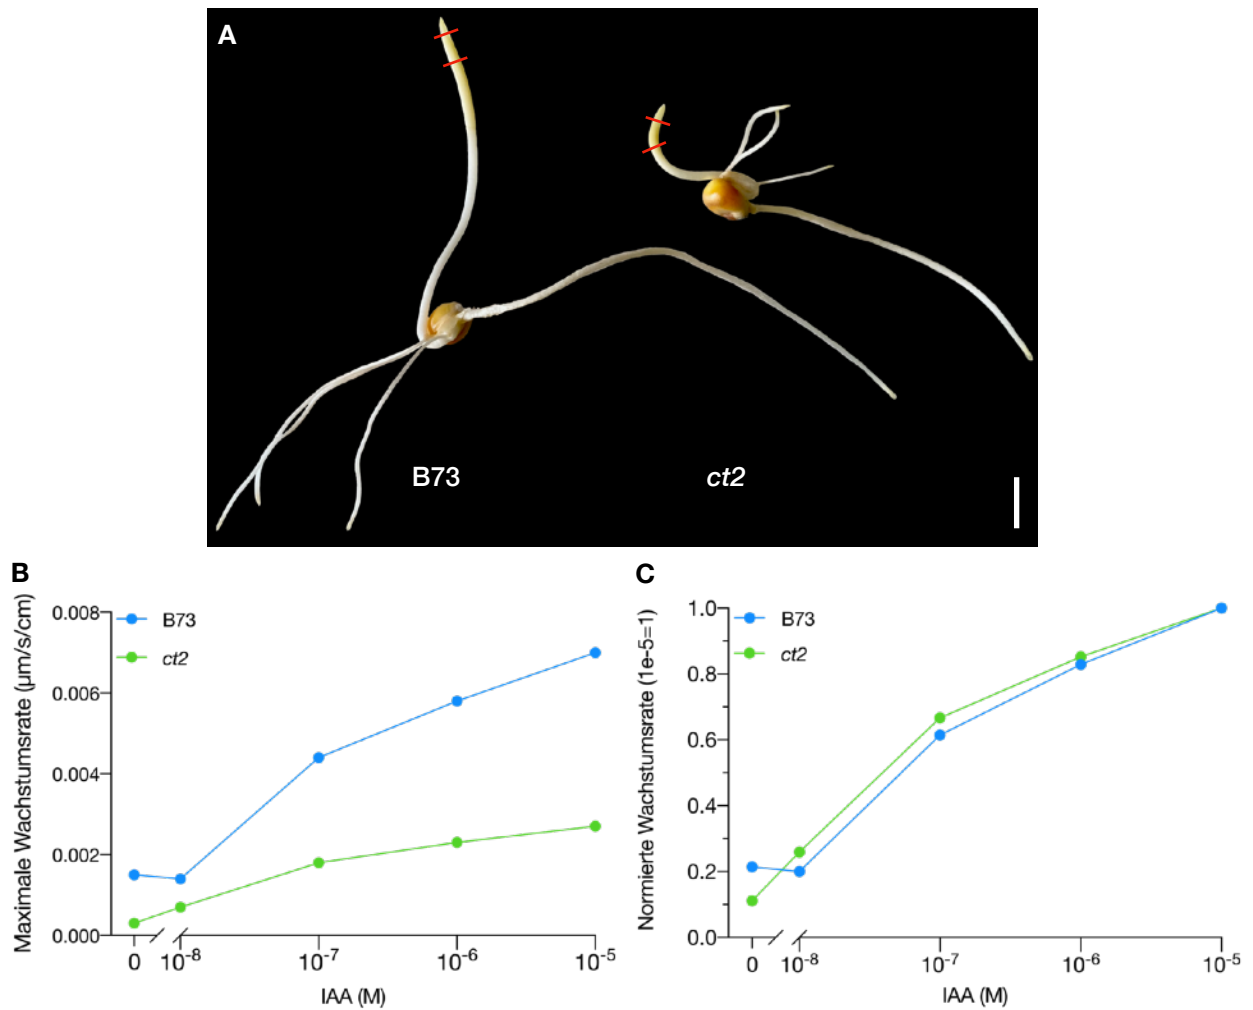 A
B73
ct2
B
Maximale Wachstumsrate (µm/s/cm)
0.008
0.006
0.004
0.002
0.000
B73
ct2
0
10⁻⁸
10⁻⁷
10⁻⁶
10⁻⁵
IAA (M)
C
Normierte Wachstumsrate (1e-5=1)
1.0
0.8
0.6
0.4
0.2
0.0
B73
ct2
0
10⁻⁸
10⁻⁷
10⁻⁶
10⁻⁵
IAA (M)